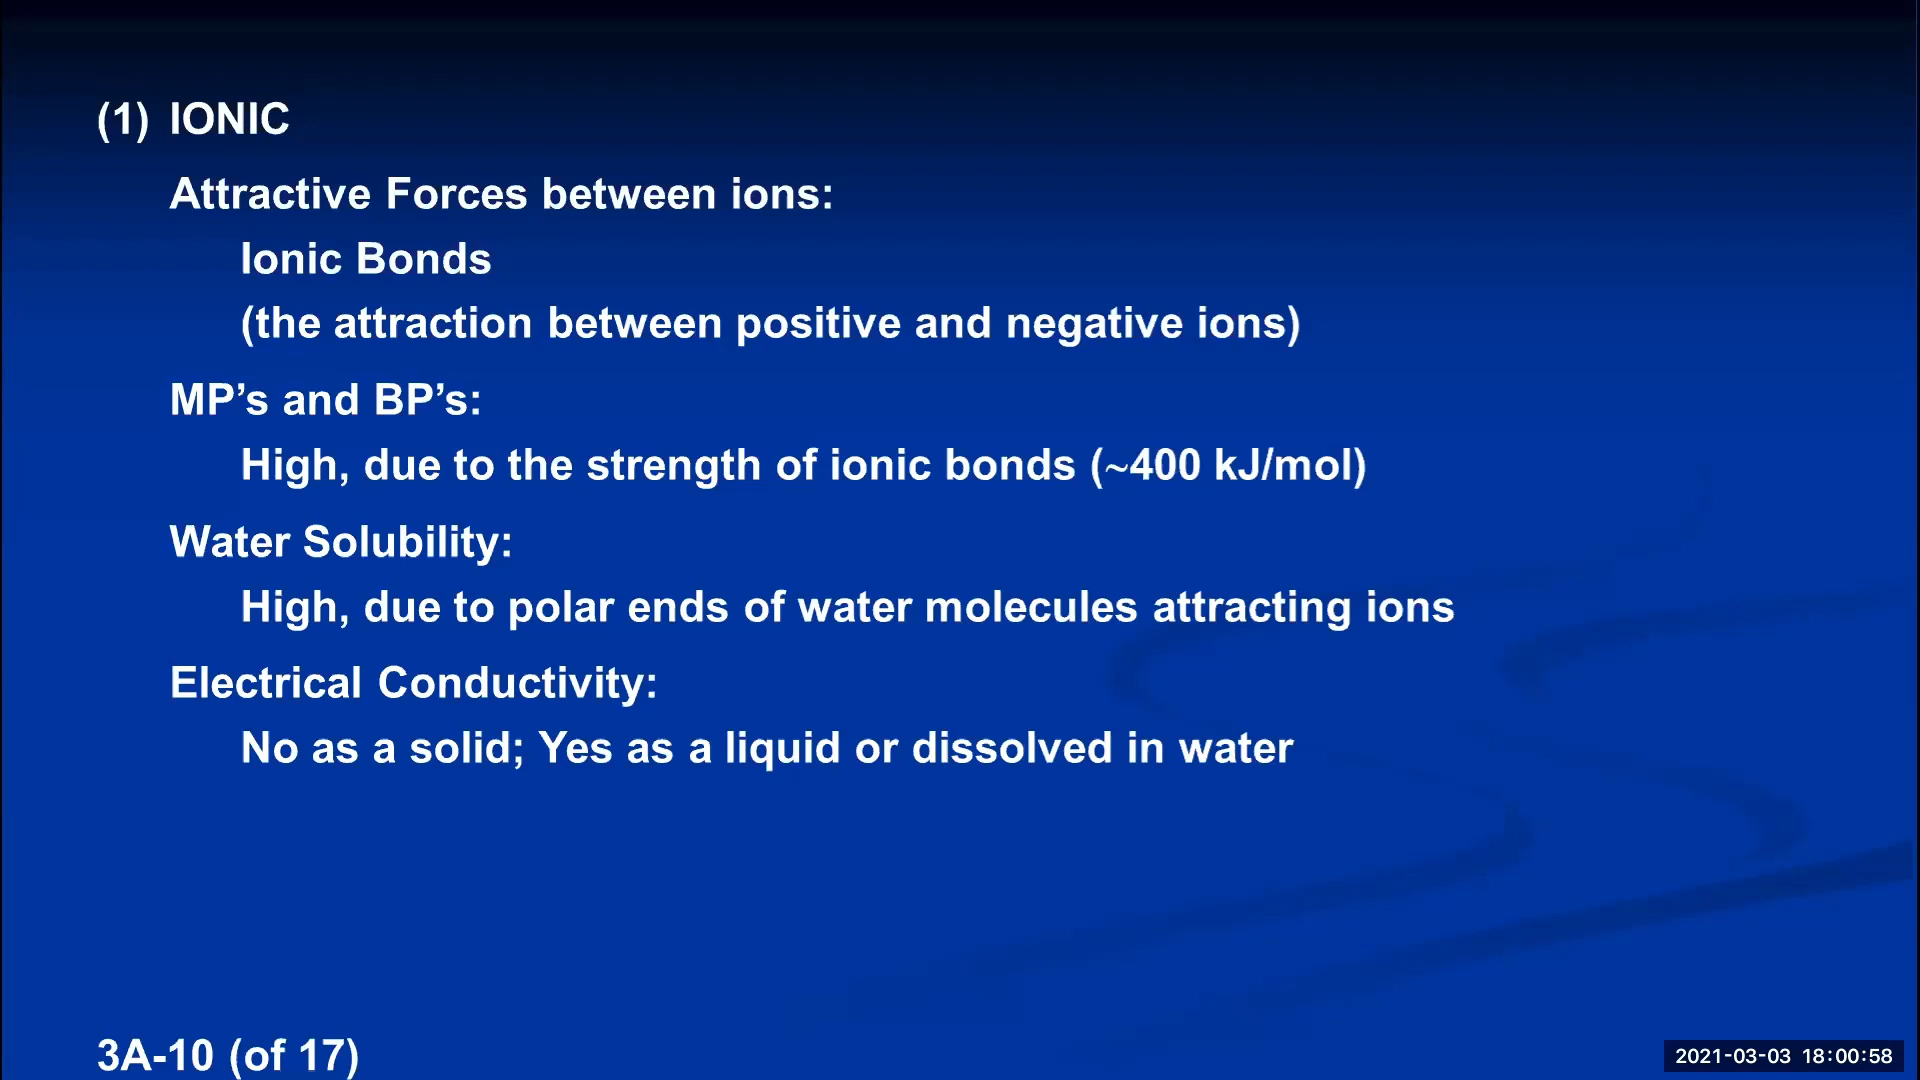 (1) IONIC
Attractive Forces between ions:
Ionic Bonds
(the attraction between positive and negative ions)
MP’s and BP’s:
High, due to the strength of ionic bonds (~400 kJ/mol)
Water Solubility:
High, due to polar ends of water molecules attracting ions
Electrical Conductivity:
No as a solid; Yes as a liquid or dissolved in water
3A-10 (of 17)
2021-03-03 18:00:58